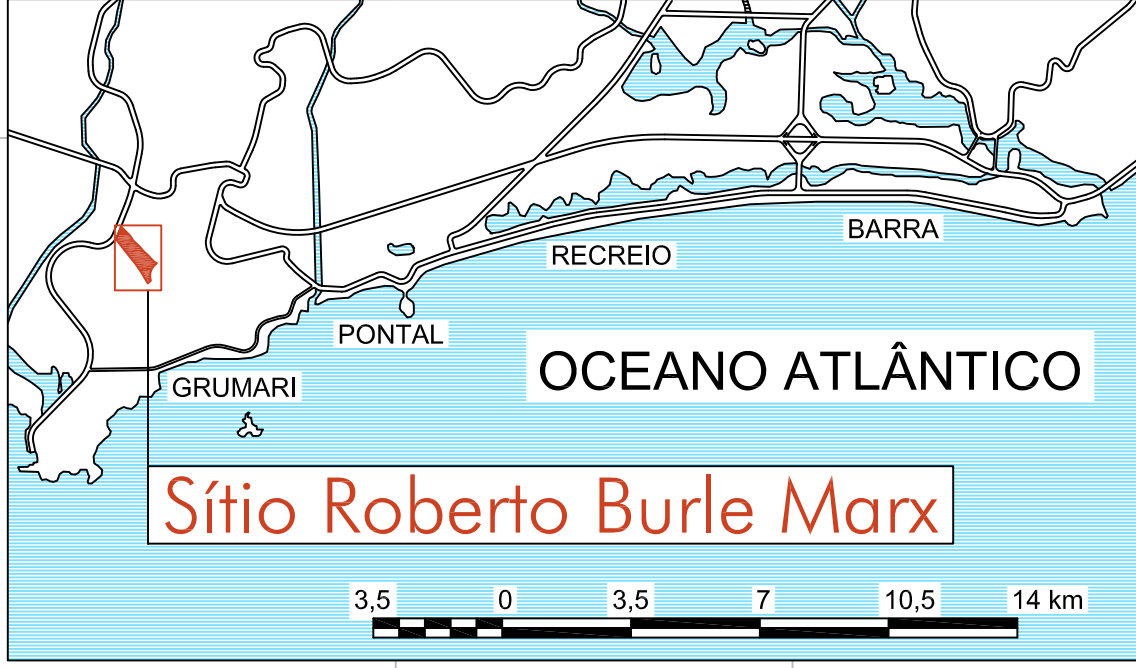 BARRA
RECREIO
PONTAL
OCEANO ATLÂNTICO
GRUMARI
Sítio Roberto Burle Marx
3,5 0 3,5 7 10,5 14 km